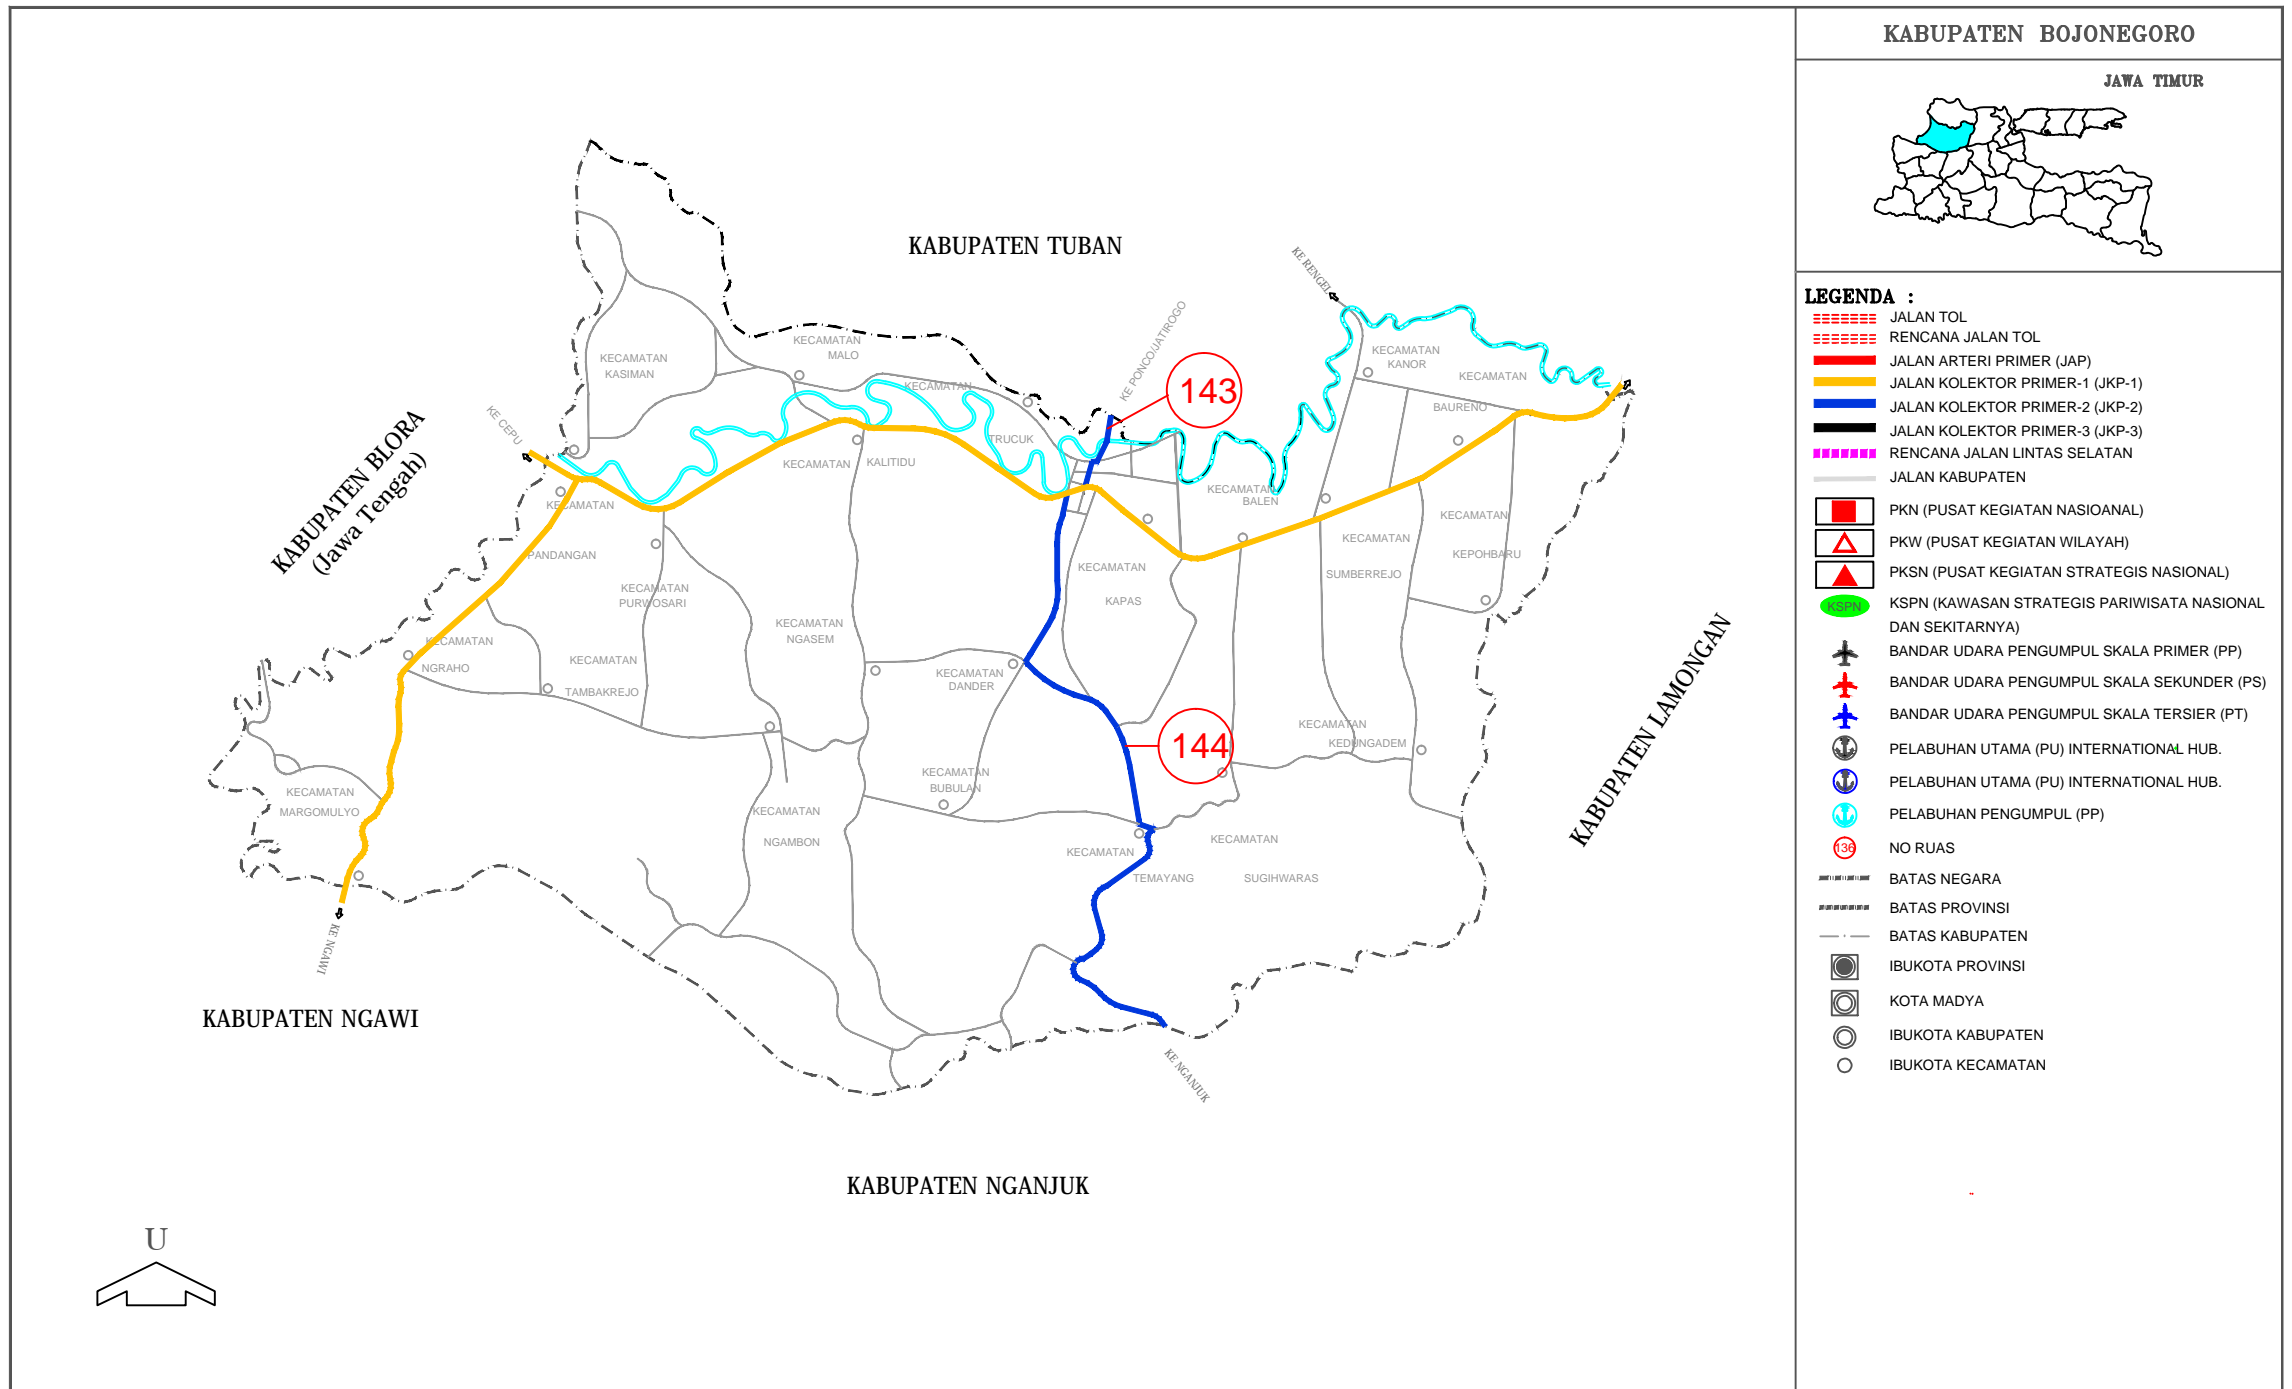 KABUPATEN BOJONEGORO
JAWA TIMUR
LEGENDA :
JALAN TOL
RENCANA JALAN TOL
JALAN ARTERI PRIMER (JAP)
JALAN KOLEKTOR PRIMER-1 (JKP-1)
JALAN KOLEKTOR PRIMER-2 (JKP-2)
JALAN KOLEKTOR PRIMER-3 (JKP-3)
RENCANA JALAN LINTAS SELATAN
JALAN KABUPATEN
PKN (PUSAT KEGIATAN NASIOANAL)
PKW (PUSAT KEGIATAN WILAYAH)
PKSN (PUSAT KEGIATAN STRATEGIS NASIONAL)
KSPN
KSPN (KAWASAN STRATEGIS PARIWISATA NASIONAL
DAN SEKITARNYA)
BANDAR UDARA PENGUMPUL SKALA PRIMER (PP)
BANDAR UDARA PENGUMPUL SKALA SEKUNDER (PS)
BANDAR UDARA PENGUMPUL SKALA TERSIER (PT)
PELABUHAN UTAMA (PU) INTERNATIONAL HUB.
PELABUHAN UTAMA (PU) INTERNATIONAL HUB.
PELABUHAN PENGUMPUL (PP)
136
NO RUAS
BATAS NEGARA
BATAS PROVINSI
BATAS KABUPATEN
IBUKOTA PROVINSI
KOTA MADYA
IBUKOTA KABUPATEN
IBUKOTA KECAMATAN
KABUPATEN TUBAN
KE RENGEL
KE PONCO/JATIROGO
143
KECAMATAN
MALO
KECAMATAN
KASIMAN
KECAMATAN
TRUCUK
KECAMATAN
KANOR
KECAMATAN
BAURENO
KE CEPU
KABUPATEN BLORA
(Jawa Tengah)
KECAMATAN
KALITIDU
KECAMATAN
PANDANGAN
KECAMATAN
BALEN
KECAMATAN
SUMBERREJO
KECAMATAN
KEPOHBARU
KECAMATAN
KAPAS
KECAMATAN
PURWOSARI
KECAMATAN
NGASEM
KECAMATAN
NGRAHO
KECAMATAN
TAMBAKREJO
KECAMATAN
DANDER
144
KECAMATAN
KEDUNGADEM
KABUPATEN LAMONGAN
KECAMATAN
MARGOMULYO
KECAMATAN
BUBULAN
KECAMATAN
NGAMBON
KECAMATAN
TEMAYANG
KECAMATAN
SUGIHWARAS
KE NGAWI
KABUPATEN NGAWI
KE NGANJUK
KABUPATEN NGANJUK
U